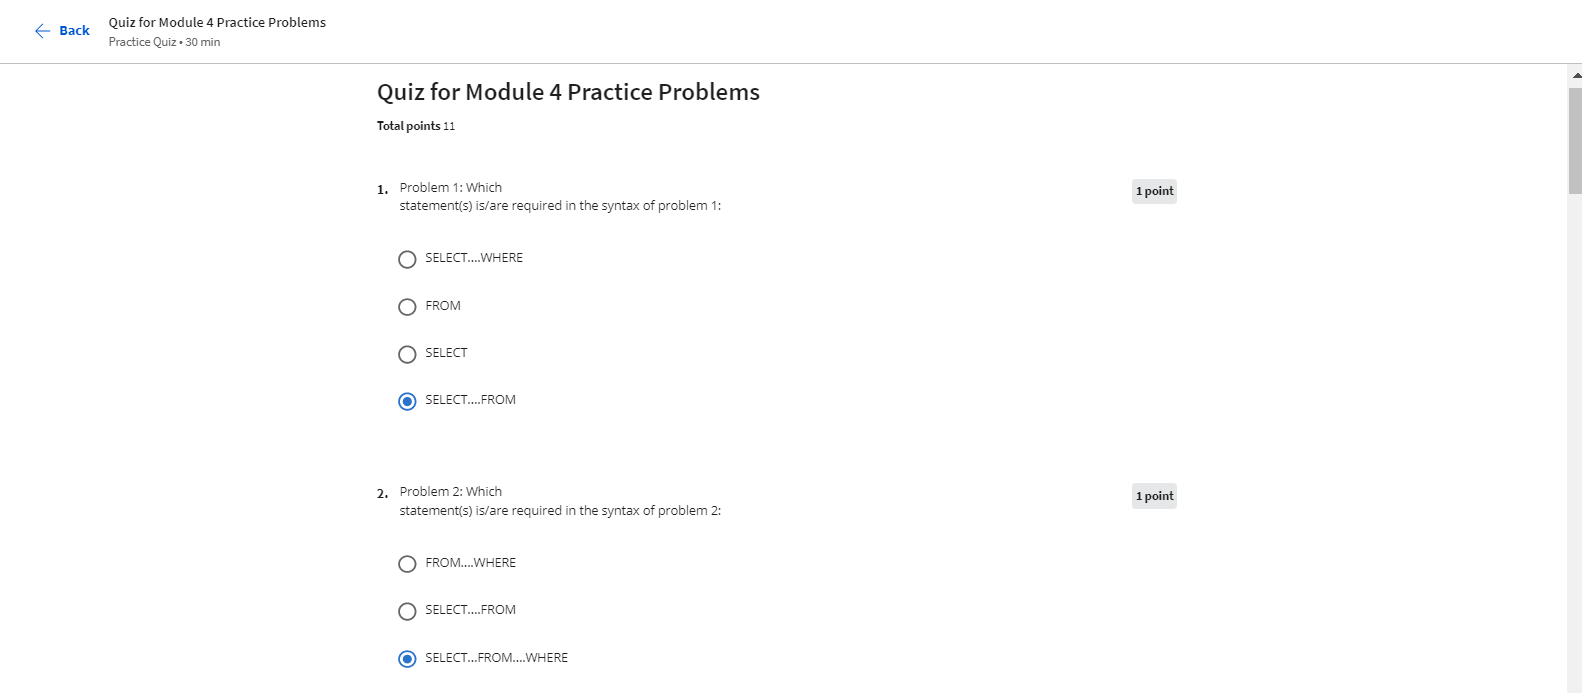 Back
Quiz for Module 4 Practice Problems
Practice Quiz • 30 min
Quiz for Module 4 Practice Problems
Total points 11
1. Problem 1: Which
statement(s) is/are required in the syntax of problem 1:
1 point
SELECT....WHERE
FROM
SELECT
SELECT....FROM
2. Problem 2: Which
statement(s) is/are required in the syntax of problem 2:
1 point
FROM....WHERE
SELECT....FROM
SELECT...FROM....WHERE